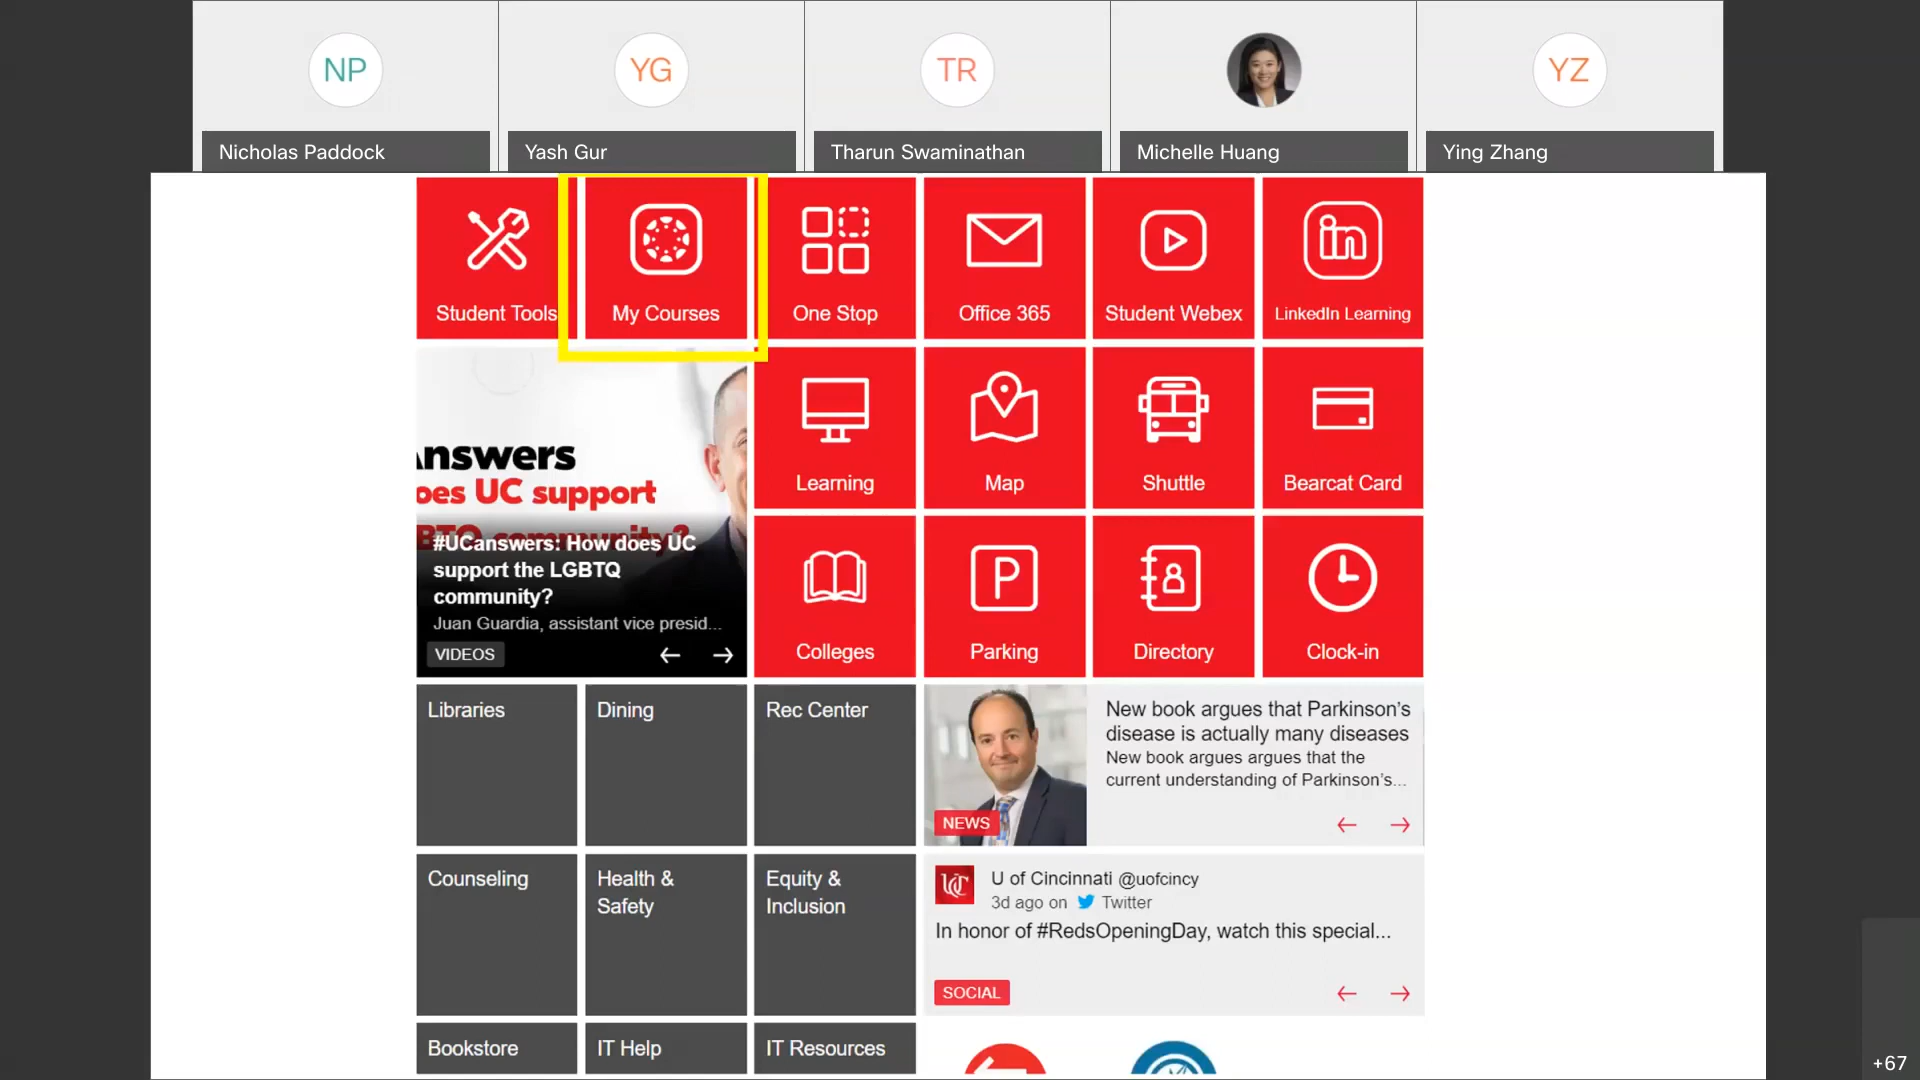 NP
YG
TR
YZ
Nicholas Paddock
Yash Gur
Tharun Swaminathan
Michelle Huang
Ying Zhang
Student Tools
My Courses
One Stop
Office 365
Student Webex
in
LinkedIn Learning
nswers
oes UC support
BTQ community?
#UCanswers: How does UC
support the LGBTQ
community?
Juan Guardia, assistant vice presid...
VIDEOS
Learning
Map
Shuttle
Bearcat Card
P
Colleges
Parking
Directory
Clock-in
Libraries
Dining
Rec Center
New book argues that Parkinson's
disease is actually many diseases
New book argues argues that the
current understanding of Parkinson's...
NEWS
Counseling
Health &
Safety
Equity &
Inclusion
UC
U of Cincinnati @uofcincy
3d ago on Twitter
In honor of #RedsOpeningDay, watch this special...
SOCIAL
Bookstore
IT Help
IT Resources
+67